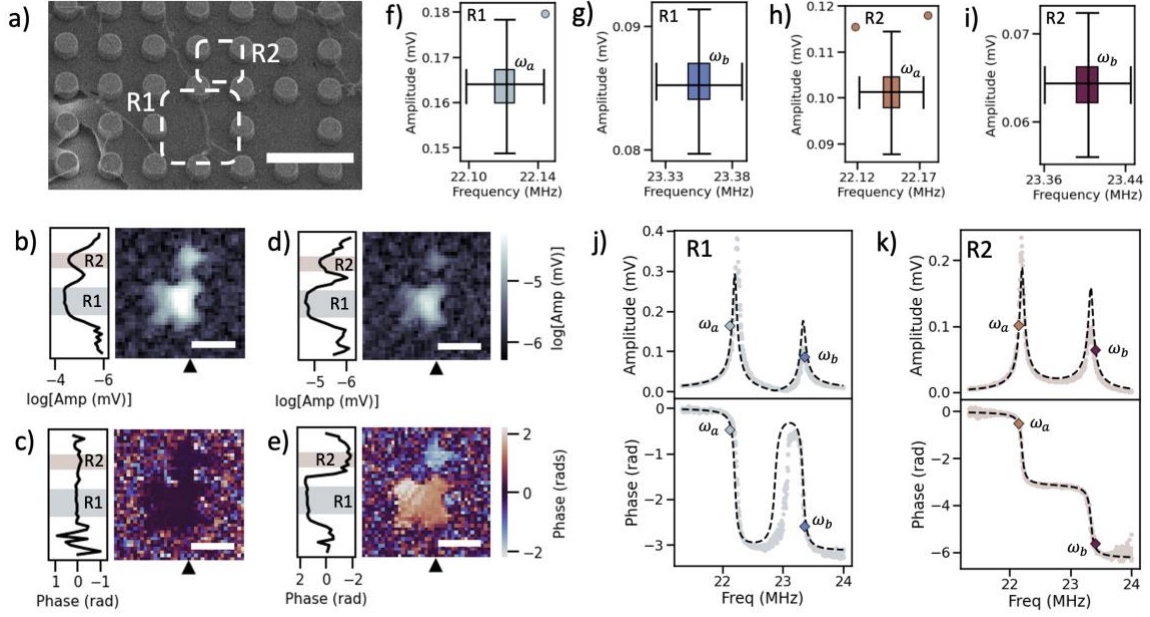 a)
R2
R1
f)
R1
ωa
0.18
0.17
0.16
0.15
Amplitude (mV)
22.10 22.14
Frequency (MHz)
g)
R1
ωb
0.09
0.08
Amplitude (mV)
23.33 23.38
Frequency (MHz)
h)
R2
ωa
0.12
0.11
0.10
0.09
Amplitude (mV)
22.12 22.17
Frequency (MHz)
i)
R2
ωb
0.07
0.06
Amplitude (mV)
23.36 23.44
Frequency (MHz)
b)
R2
R1
−4 −6
log[Amp (mV)]
d)
R2
R1
−5 −6
log[Amp (mV)]
−5
−6
log[Amp (mV)]
c)
R2
R1
1 0 −1
Phase (rad)
e)
R2
R1
2 0 −2
Phase (rad)
2
0
−2
Phase (rads)
j)
R1
0.4
0.3
0.2
0.1
0.0
Amplitude (mV)
ωa
ωb
0
−1
−2
−3
Phase (rad)
ωa
ωb
22 23 24
Freq (MHz)
k)
R2
0.2
0.1
0.0
Amplitude (mV)
ωa
ωb
0
−2
−4
−6
Phase (rad)
ωa
ωb
22 23 24
Freq (MHz)